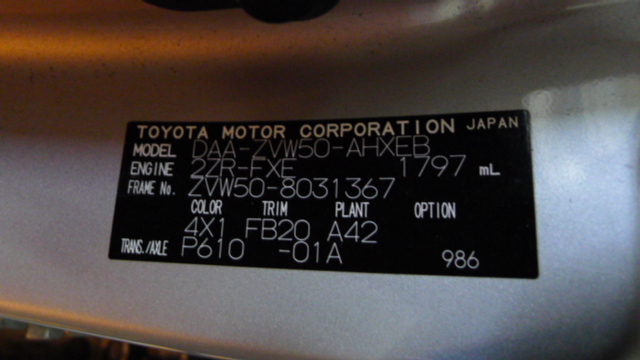 TOYOTA MOTOR CORPORATION JAPAN
MODEL DAA-ZVW50-AHXEB
ENGINE 2ZR-FXE 1797 mL
FRAME No. ZVW50-8031367
COLOR TRIM PLANT OPTION
4X1 FB20 A42
TRANS./AXLE P610 -01A 986